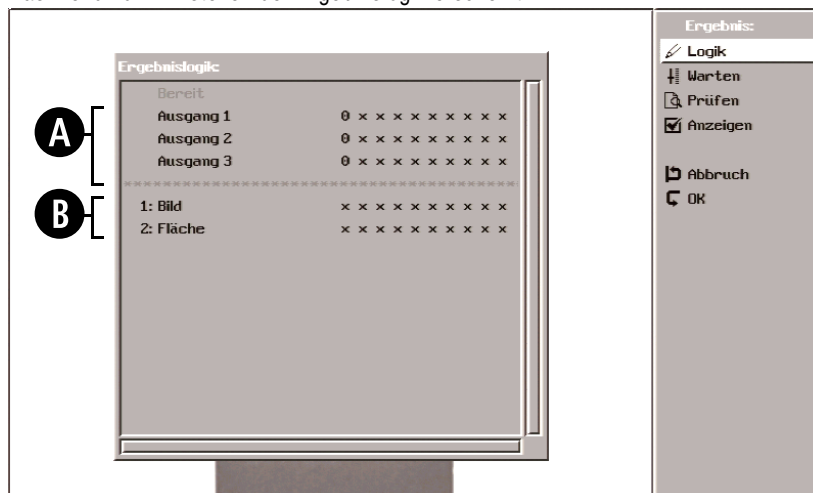 Ergebnislogik:
Bereit
Ausgang 1 0 x x x x x x x x x
Ausgang 2 0 x x x x x x x x x
Ausgang 3 0 x x x x x x x x x
A
B
1: Bild x x x x x x x x x x
2: Fläche x x x x x x x x x x
Ergebnis:
Logik
Warten
Prüfen
Anzeigen
Abbruch
OK